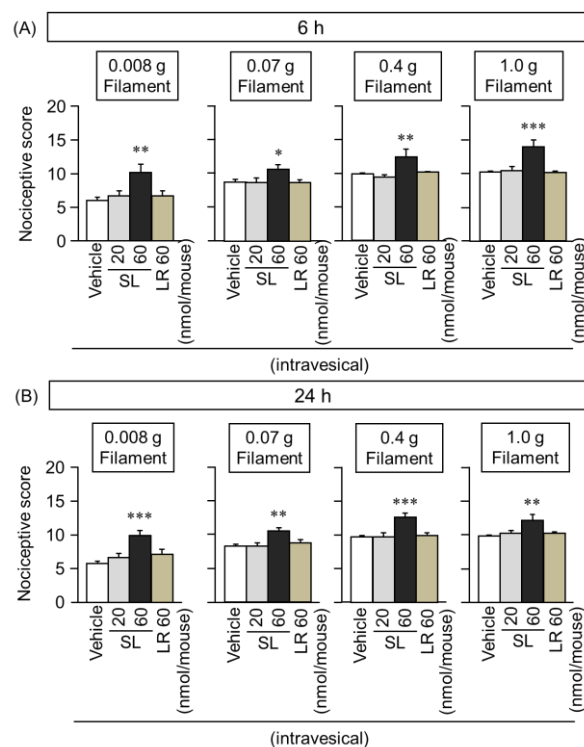 (A) 6 h
0.008 g Filament 0.07 g Filament 0.4 g Filament 1.0 g Filament
Nociceptive score
20
15
10
5
0
** * ** ***
Vehicle 20 60 LR 60 (nmol/mouse) Vehicle 20 60 LR 60 (nmol/mouse) Vehicle 20 60 LR 60 (nmol/mouse) Vehicle 20 60 LR 60 (nmol/mouse)
SL SL SL SL
(intravesical)
(B) 24 h
0.008 g Filament 0.07 g Filament 0.4 g Filament 1.0 g Filament
Nociceptive score
20
15
10
5
0
*** ** *** **
Vehicle 20 60 LR 60 (nmol/mouse) Vehicle 20 60 LR 60 (nmol/mouse) Vehicle 20 60 LR 60 (nmol/mouse) Vehicle 20 60 LR 60 (nmol/mouse)
SL SL SL SL
(intravesical)